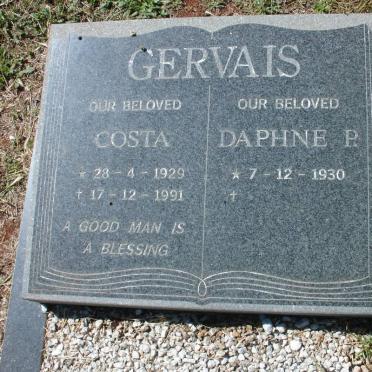 GERVAIS
OUR BELOVED
COSTA
* 28 - 4 - 1929
† 17 - 12 - 1991
A GOOD MAN IS
A BLESSING
OUR BELOVED
DAPHNE P.
* 7 - 12 - 1930
†